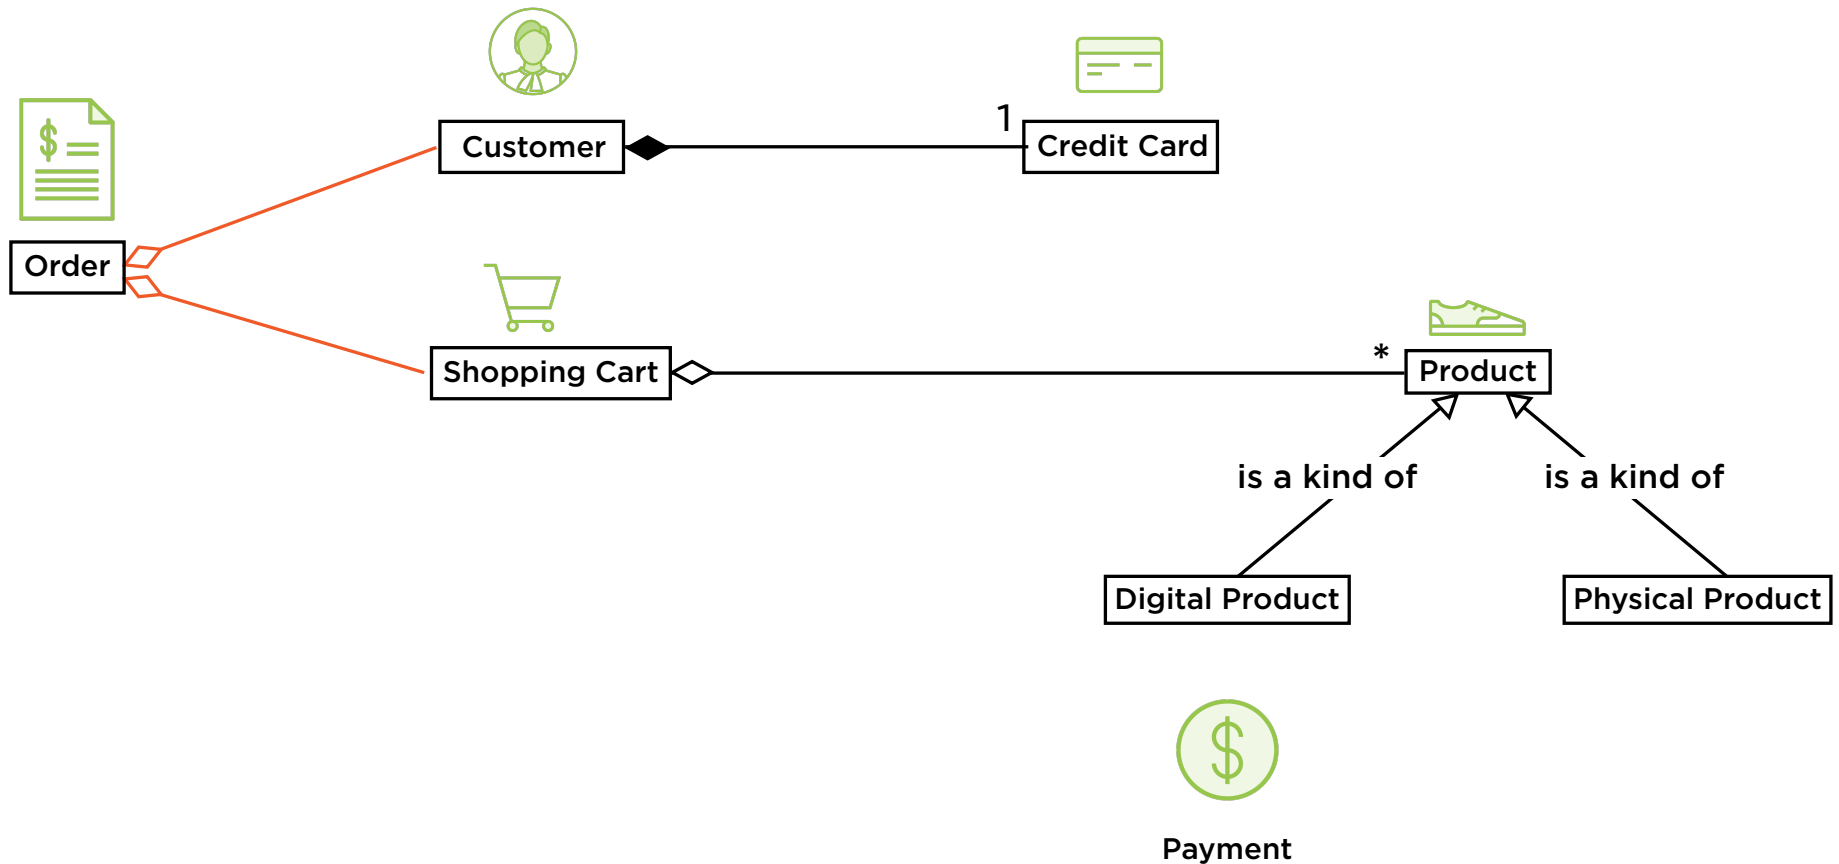 Customer
1
Credit Card
$
Order
Shopping Cart
*
Product
is a kind of
is a kind of
Digital Product
Physical Product
$
Payment